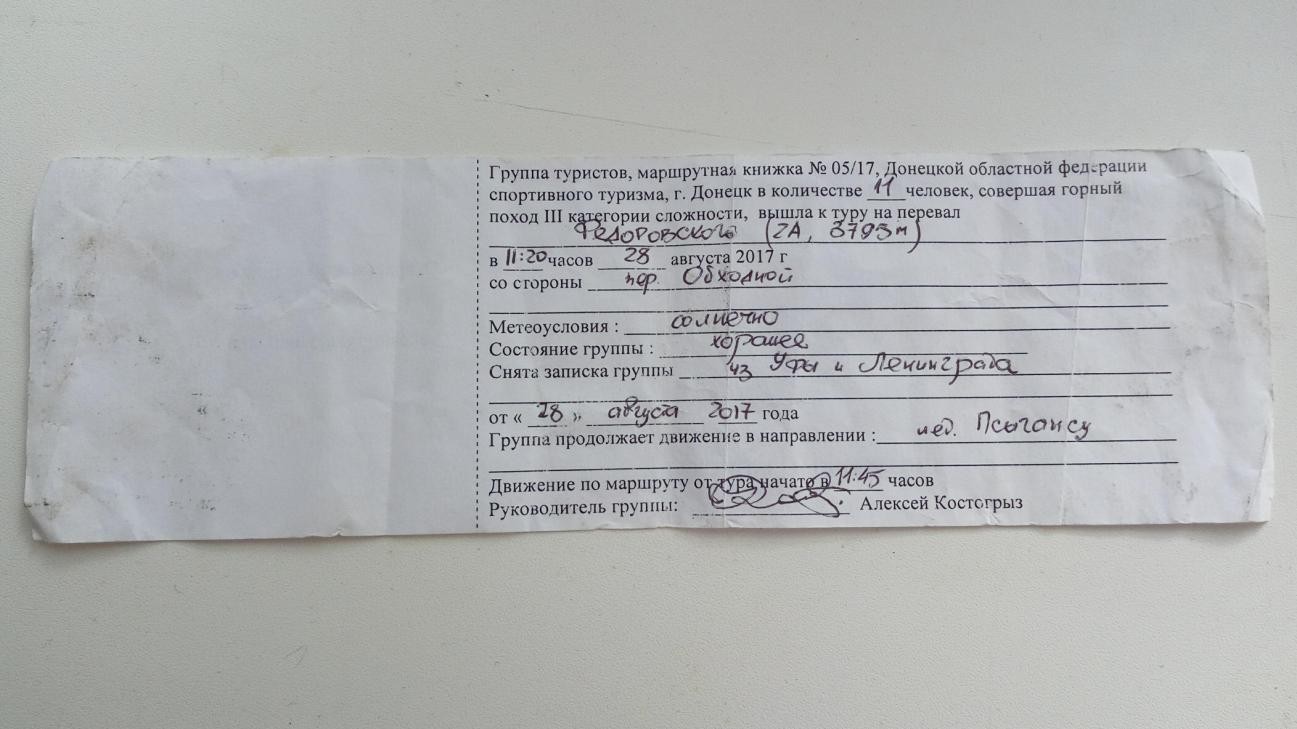 Группа туристов, маршрутная книжка № 05/17, Донецкой областной федерации
спортивного туризма, г. Донецк в количестве 11 человек, совершая горный
поход III категории сложности, вышла к туру на перевал
Федоровского (2А, 3793м)
в 11:20 часов 28 августа 2017 г
со стороны пер. Обходной
Метеоусловия : солнечно
Состояние группы : хорошее
Снята записка группы из Уфы и Ленинграда
от « 28 » августа 2017 года
Группа продолжает движение в направлении : лед. Псыгансу
Движение по маршруту от тура начато в 11:45 часов
Руководитель группы: Алексей Костогрыз